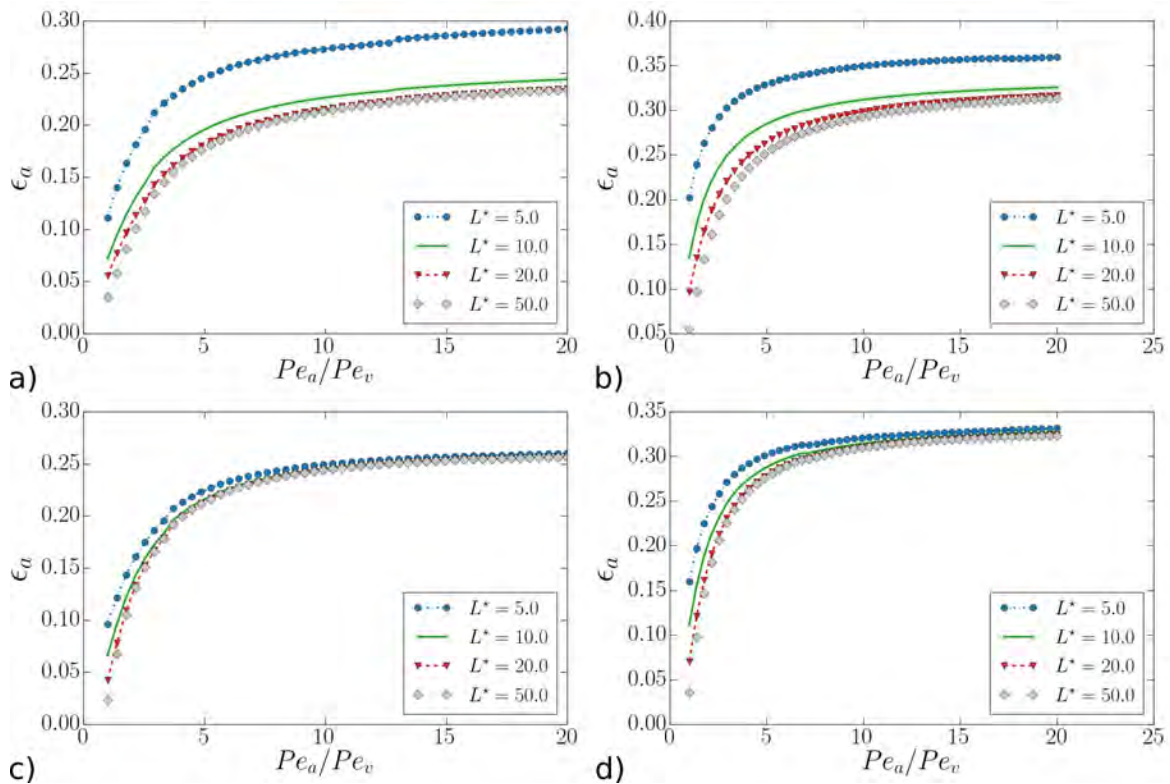 0.30
0.25
0.20
0.15
0.10
0.05
0.00
ϵ_a
0 5 10 15 20
Pe_a/Pe_v
L* = 5.0
L* = 10.0
L* = 20.0
L* = 50.0
a)
0.40
0.35
0.30
0.25
0.20
0.15
0.10
0.05
ϵ_a
0 5 10 15 20 25
Pe_a/Pe_v
L* = 5.0
L* = 10.0
L* = 20.0
L* = 50.0
b)
0.30
0.25
0.20
0.15
0.10
0.05
0.00
ϵ_a
0 5 10 15 20
Pe_a/Pe_v
L* = 5.0
L* = 10.0
L* = 20.0
L* = 50.0
c)
0.35
0.30
0.25
0.20
0.15
0.10
0.05
0.00
ϵ_a
0 5 10 15 20 25
Pe_a/Pe_v
L* = 5.0
L* = 10.0
L* = 20.0
L* = 50.0
d)